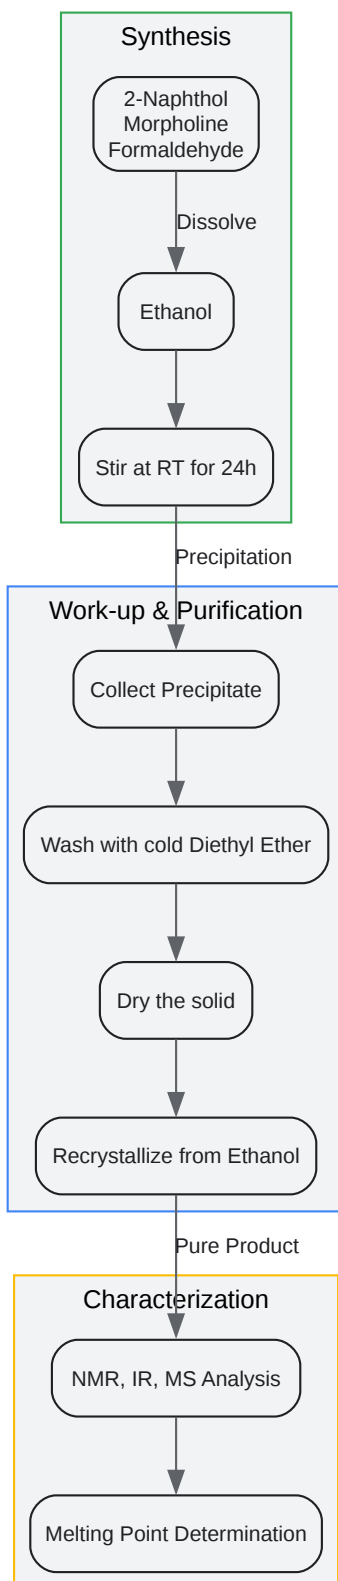 Synthesis
2-Naphthol
Morpholine
Formaldehyde
Dissolve
Ethanol
Stir at RT for 24h
Precipitation
Work-up & Purification
Collect Precipitate
Wash with cold Diethyl Ether
Dry the solid
Recrystallize from Ethanol
Pure Product
Characterization
NMR, IR, MS Analysis
Melting Point Determination